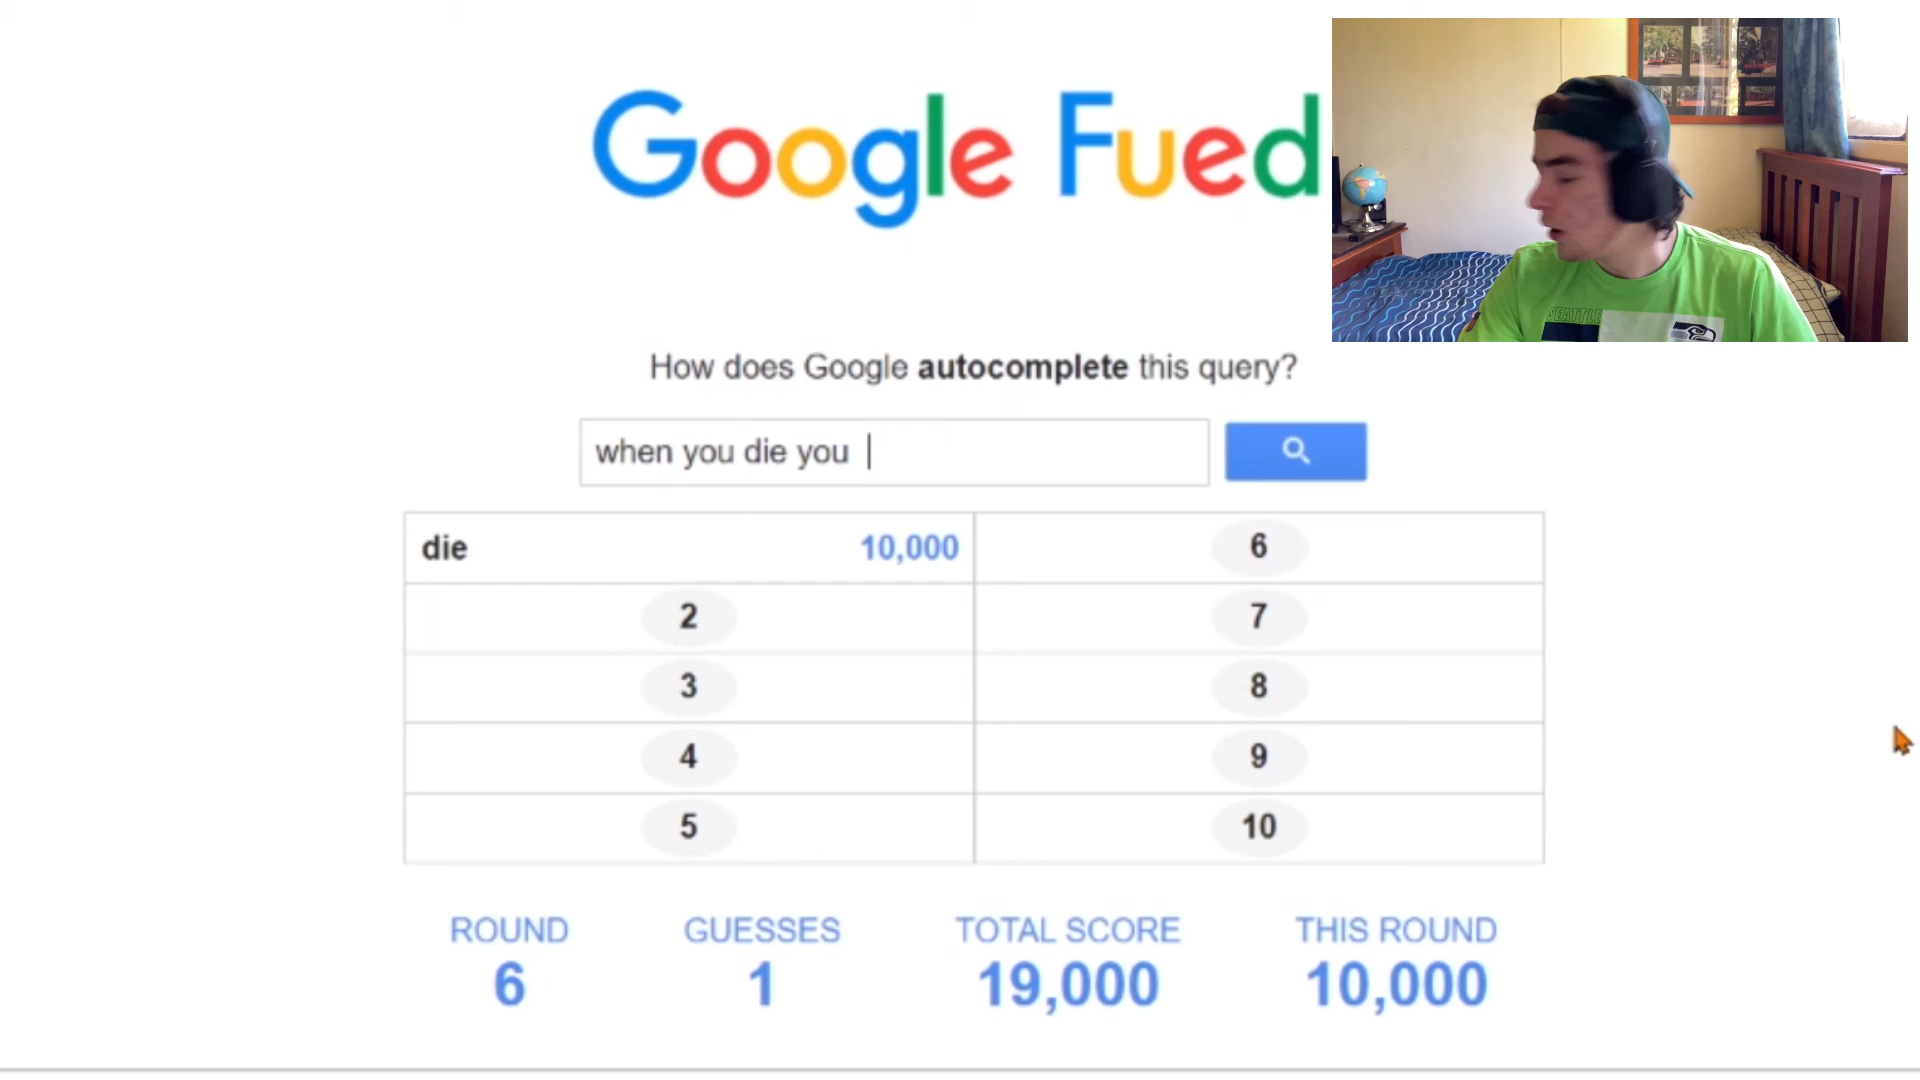 Google Fued
SEATTLE
How does Google autocomplete this query?
when you die you
die 10,000 6
2 7
3 8
4 9
5 10
ROUND GUESSES TOTAL SCORE THIS ROUND
6 1 19,000 10,000